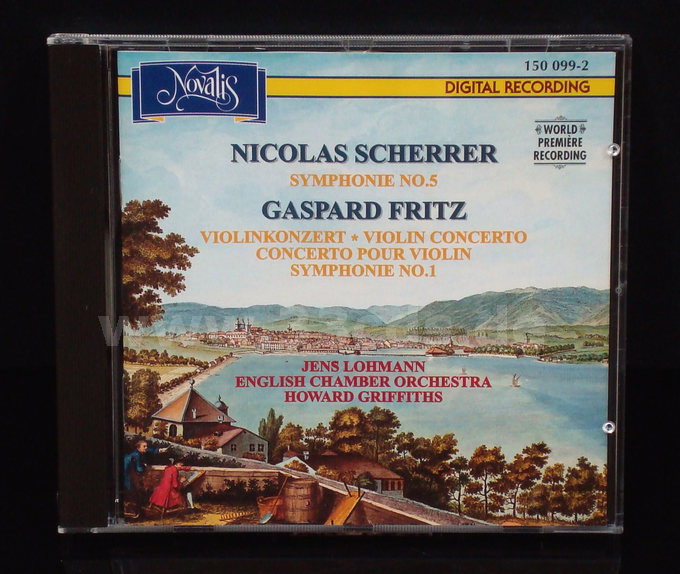 150 099-2
Novalis
DIGITAL RECORDING
WORLD
PREMIÈRE
RECORDING
NICOLAS SCHERRER
SYMPHONIE NO.5
GASPARD FRITZ
VIOLINKONZERT * VIOLIN CONCERTO
CONCERTO POUR VIOLIN
SYMPHONIE NO.1
JENS LOHMANN
ENGLISH CHAMBER ORCHESTRA
HOWARD GRIFFITHS